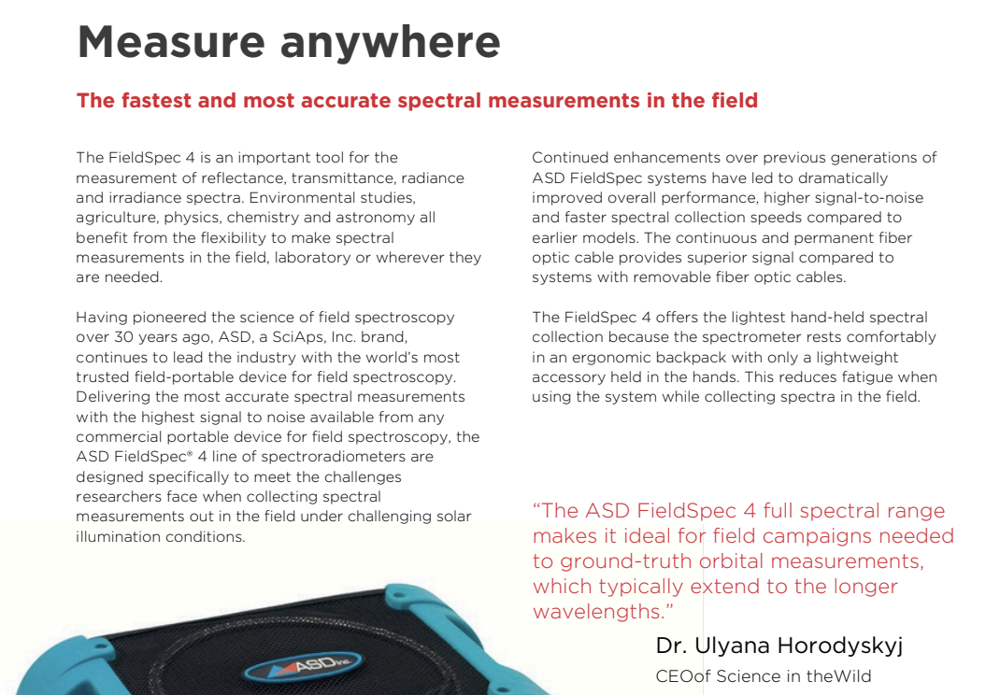 Measure anywhere
The fastest and most accurate spectral measurements in the field
The FieldSpec 4 is an important tool for the
measurement of reflectance, transmittance, radiance
and irradiance spectra. Environmental studies,
agriculture, physics, chemistry and astronomy all
benefit from the flexibility to make spectral
measurements in the field, laboratory or wherever they
are needed.
Having pioneered the science of field spectroscopy
over 30 years ago, ASD, a SciAps, Inc. brand,
continues to lead the industry with the world’s most
trusted field-portable device for field spectroscopy.
Delivering the most accurate spectral measurements
with the highest signal to noise available from any
commercial portable device for field spectroscopy, the
ASD FieldSpec® 4 line of spectroradiometers are
designed specifically to meet the challenges
researchers face when collecting spectral
measurements out in the field under challenging solar
illumination conditions.
Continued enhancements over previous generations of
ASD FieldSpec systems have led to dramatically
improved overall performance, higher signal-to-noise
and faster spectral collection speeds compared to
earlier models. The continuous and permanent fiber
optic cable provides superior signal compared to
systems with removable fiber optic cables.
The FieldSpec 4 offers the lightest hand-held spectral
collection because the spectrometer rests comfortably
in an ergonomic backpack with only a lightweight
accessory held in the hands. This reduces fatigue when
using the system while collecting spectra in the field.
“The ASD FieldSpec 4 full spectral range
makes it ideal for field campaigns needed
to ground-truth orbital measurements,
which typically extend to the longer
wavelengths.”
Dr. Ulyana Horodyskyj
CEOof Science in theWild
ASD Inc.